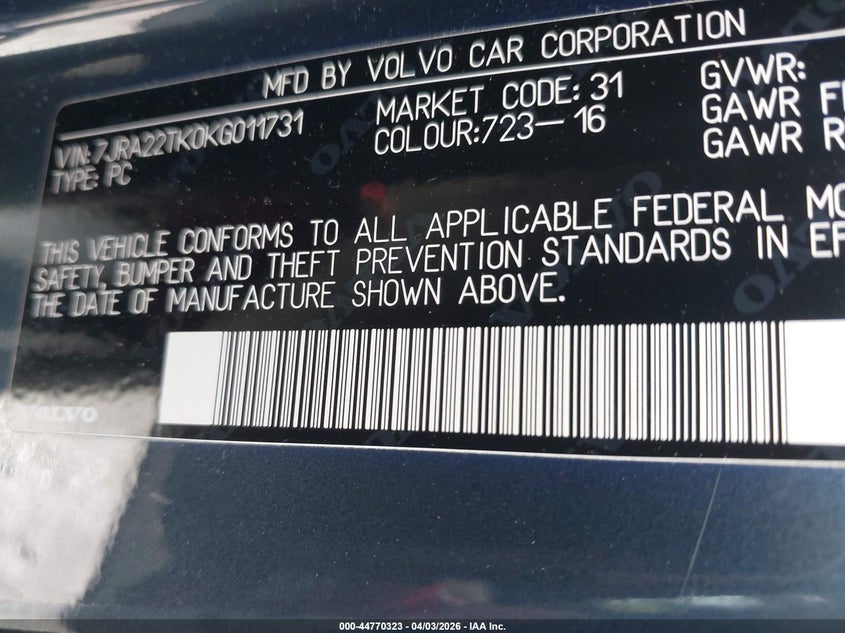 MFD BY VOLVO CAR CORPORATION
VIN: 7JRA22TK0KG011731
TYPE: PC
MARKET CODE: 31
COLOUR:723-16
GVWR:
GAWR F
GAWR R
THIS VEHICLE CONFORMS TO ALL APPLICABLE FEDERAL MO
SAFETY, BUMPER AND THEFT PREVENTION STANDARDS IN EF
THE DATE OF MANUFACTURE SHOWN ABOVE.
VOLVO
000-44770323 - 04/03/2026 - IAA Inc.